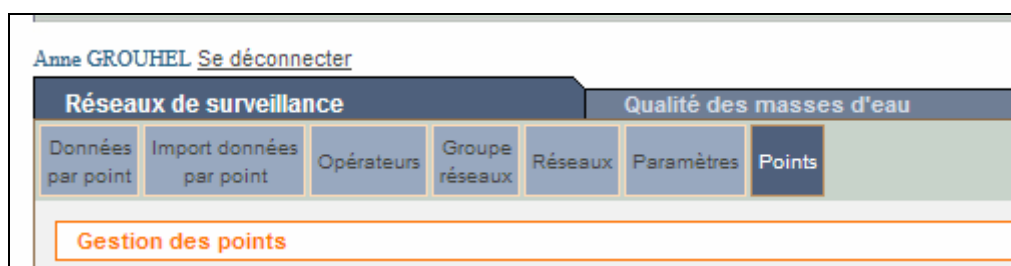 Anne GROUHEL Se déconnecter
Réseaux de surveillance Qualité des masses d'eau
Données par point Import données par point Opérateurs Groupe réseaux Réseaux Paramètres Points
Gestion des points